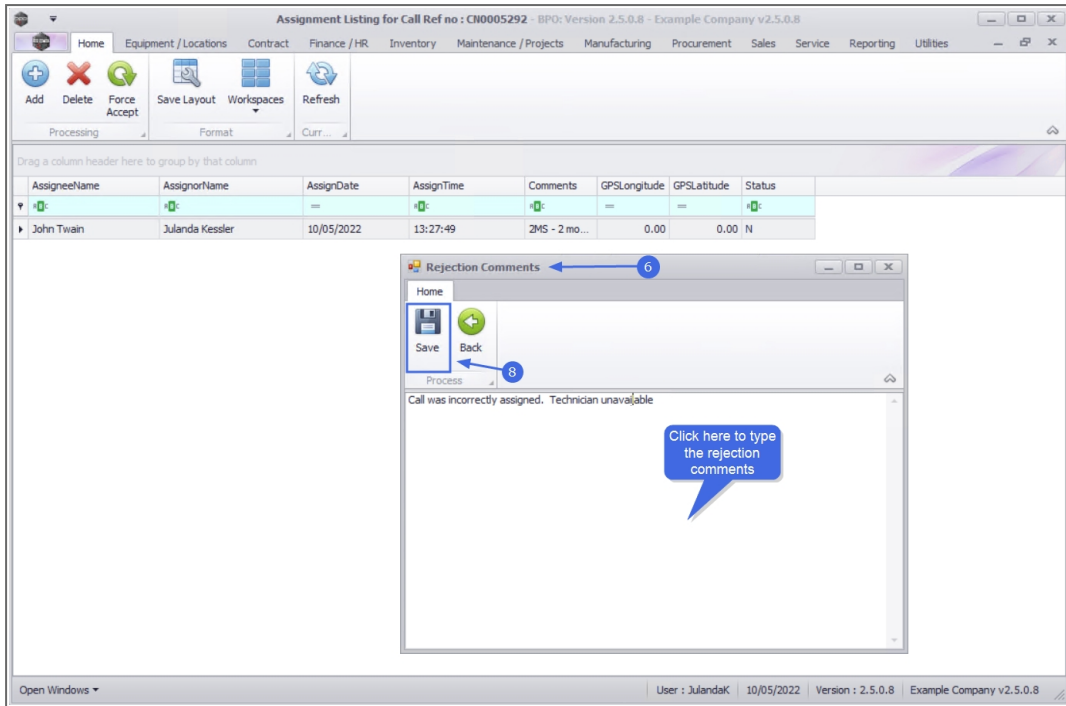 Assignment Listing for Call Ref no : CN0005292 - BPO: Version 2.5.0.8 - Example Company v2.5.0.8
Home Equipment / Locations Contract Finance / HR Inventory Maintenance / Projects Manufacturing Procurement Sales Service Reporting Utilities
Add Delete Force Accept Save Layout Workspaces Refresh
Processing Format Curr...
Drag a column header here to group by that column
AssigneeName AssignorName AssignDate AssignTime Comments GPSLongitude GPSLatitude Status
= = =
John Twain Julanda Kessler 10/05/2022 13:27:49 2MS - 2 mo... 0.00 0.00 N
Rejection Comments 6
Home
Save Back
8
Process
Call was incorrectly assigned. Technician unavailable
Click here to type
the rejection
comments
Open Windows User : JulandaK 10/05/2022 Version : 2.5.0.8 Example Company v2.5.0.8